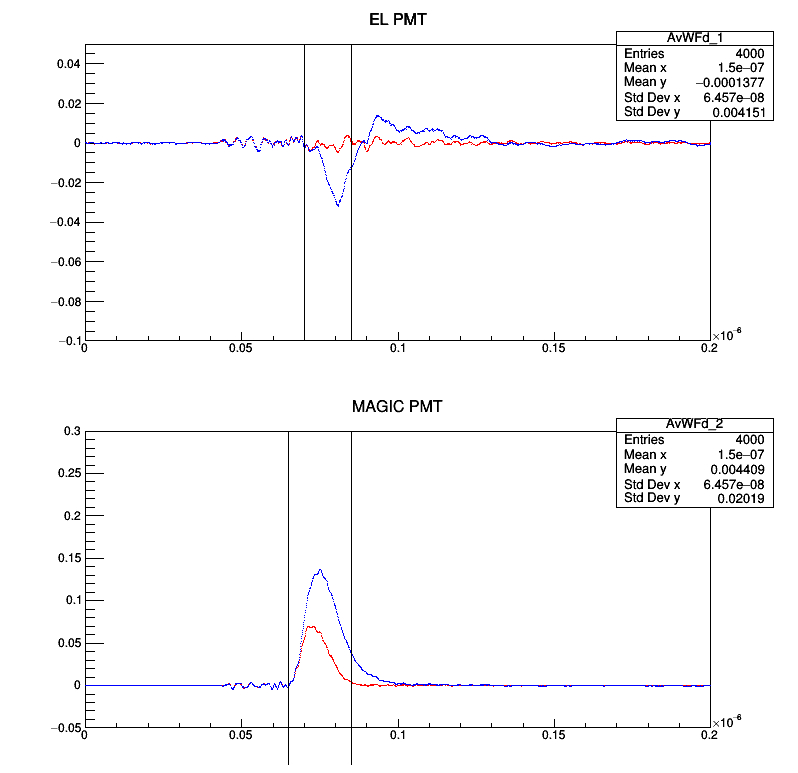 EL PMT
AvWFd_1
Entries 4000
Mean x 1.5e−07
Mean y −0.0001377
Std Dev x 6.457e−08
Std Dev y 0.004151
0.04
0.02
0
−0.02
−0.04
−0.06
−0.08
−0.1
0 0.05 0.1 0.15 0.2
×10−6
MAGIC PMT
AvWFd_2
Entries 4000
Mean x 1.5e−07
Mean y 0.004409
Std Dev x 6.457e−08
Std Dev y 0.02019
0.3
0.25
0.2
0.15
0.1
0.05
0
−0.05
0 0.05 0.1 0.15 0.2
×10−6